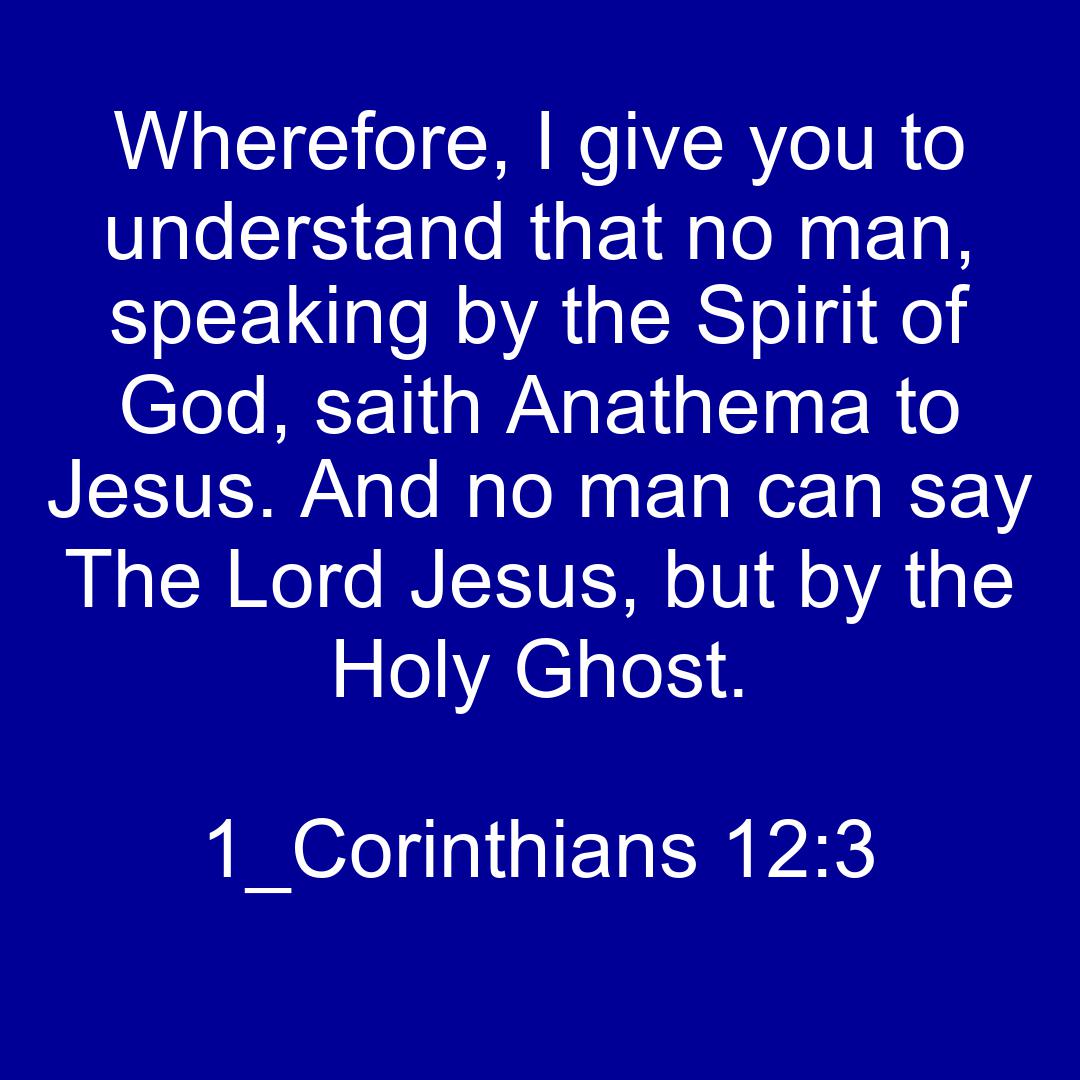 Wherefore, I give you to
understand that no man,
speaking by the Spirit of
God, saith Anathema to
Jesus. And no man can say
The Lord Jesus, but by the
Holy Ghost.
1_Corinthians 12:3